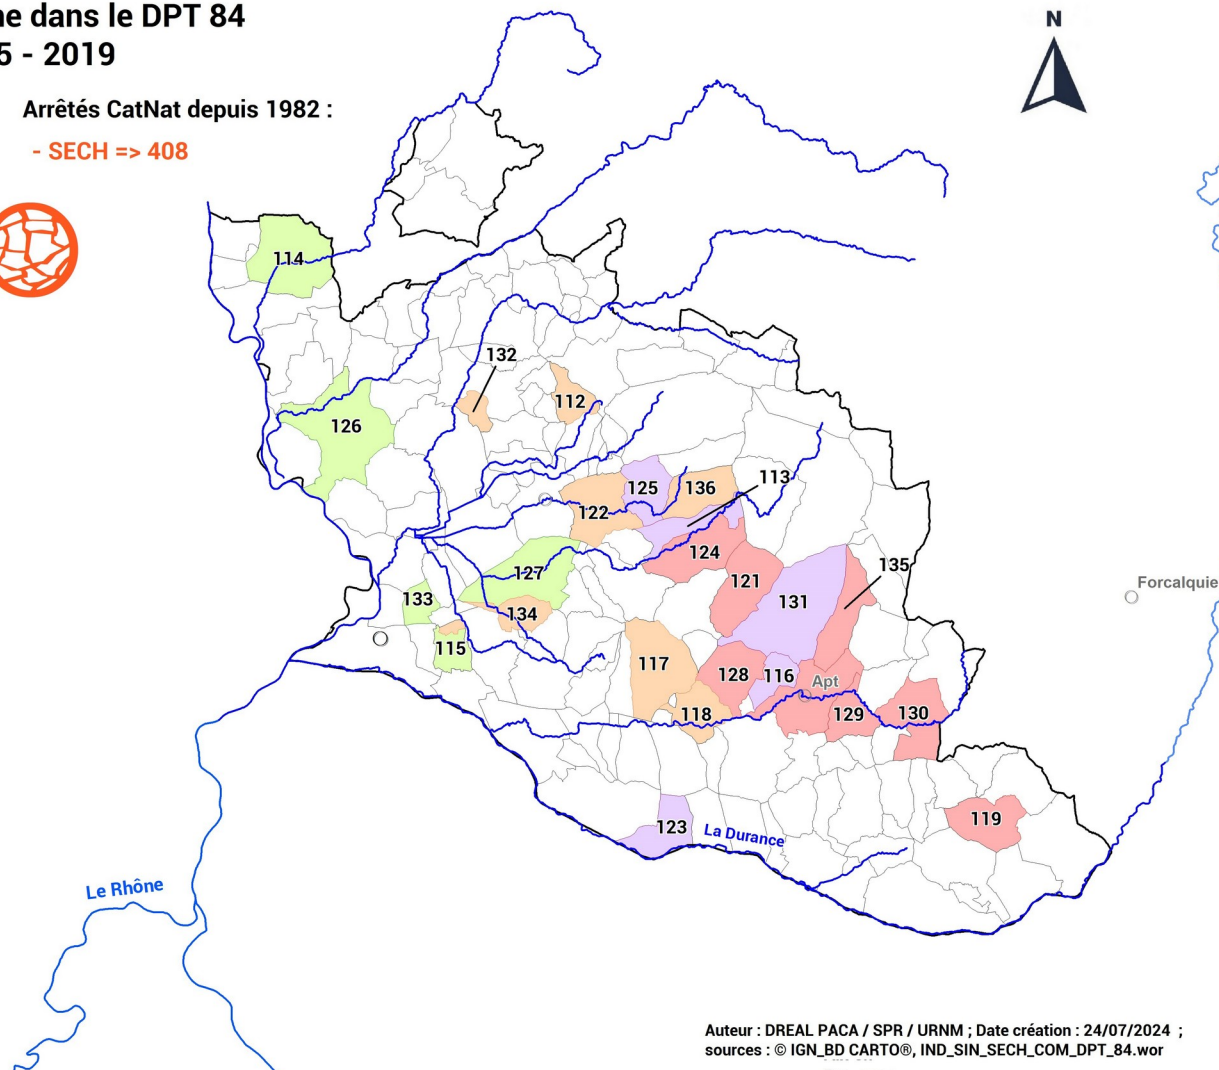 ne dans le DPT 84
5 - 2019
N
Arrêtés CatNat depuis 1982 :
- SECH => 408
114
132
112
126
113
125
136
122
124
135
127
121
133
131
134
115
117
128
116
Apt
118
129
130
Forcalquie
119
123
La Durance
Le Rhône
Auteur : DREAL PACA / SPR / URNM ; Date création : 24/07/2024 ;
sources : © IGN_BD CARTO®, IND_SIN_SECH_COM_DPT_84.wor